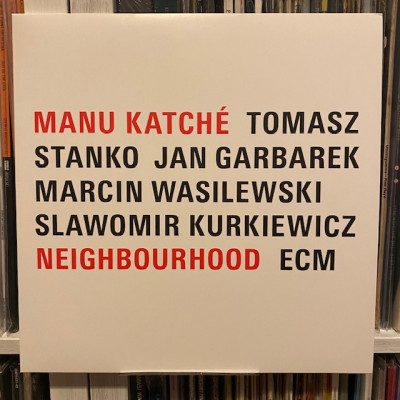 MANU KATCHÉ TOMASZ
STANKO JAN GARBAREK
MARCIN WASILEWSKI
SLAWOMIR KURKIEWICZ
NEIGHBOURHOOD ECM